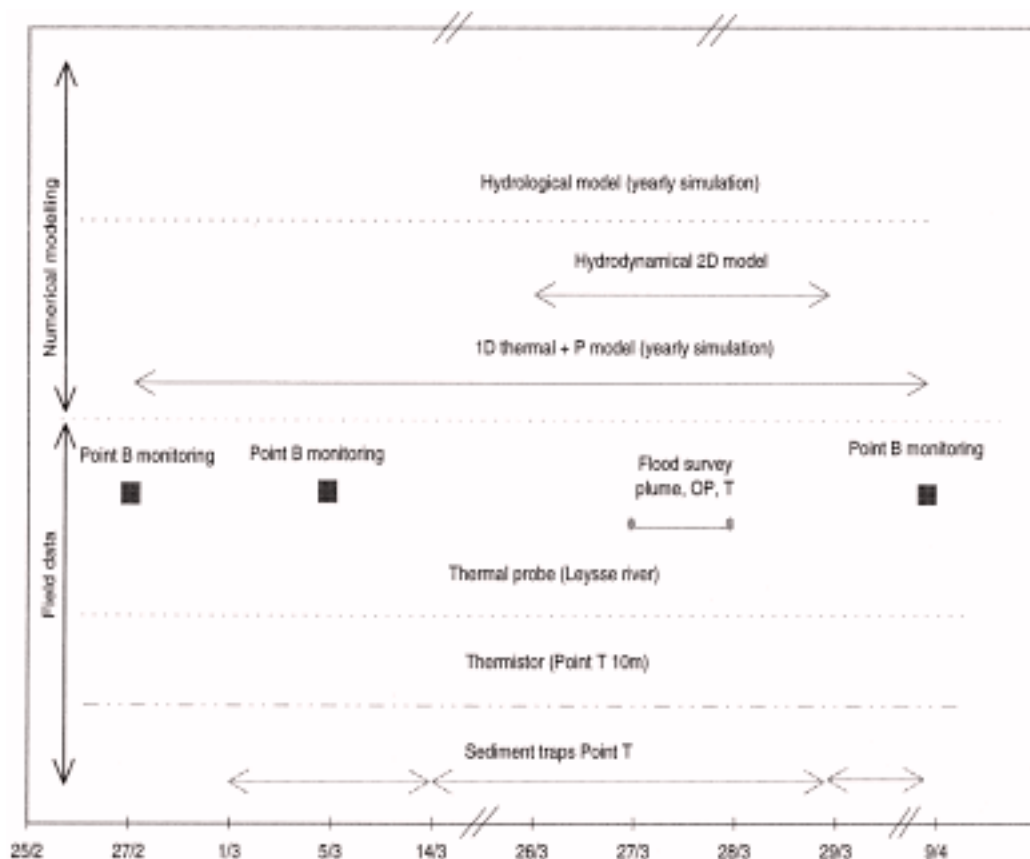 Numerical modelling
Hydrological model (yearly simulation)
Hydrodynamical 2D model
1D thermal + P model (yearly simulation)
Field data
Point B monitoring
Point B monitoring
Flood survey
plume, OP, T
Point B monitoring
Thermal probe (Leysse river)
Thermistor (Point T 10m)
Sediment traps Point T
25/2 27/2 1/3 5/3 14/3 26/3 27/3 28/3 29/3 9/4